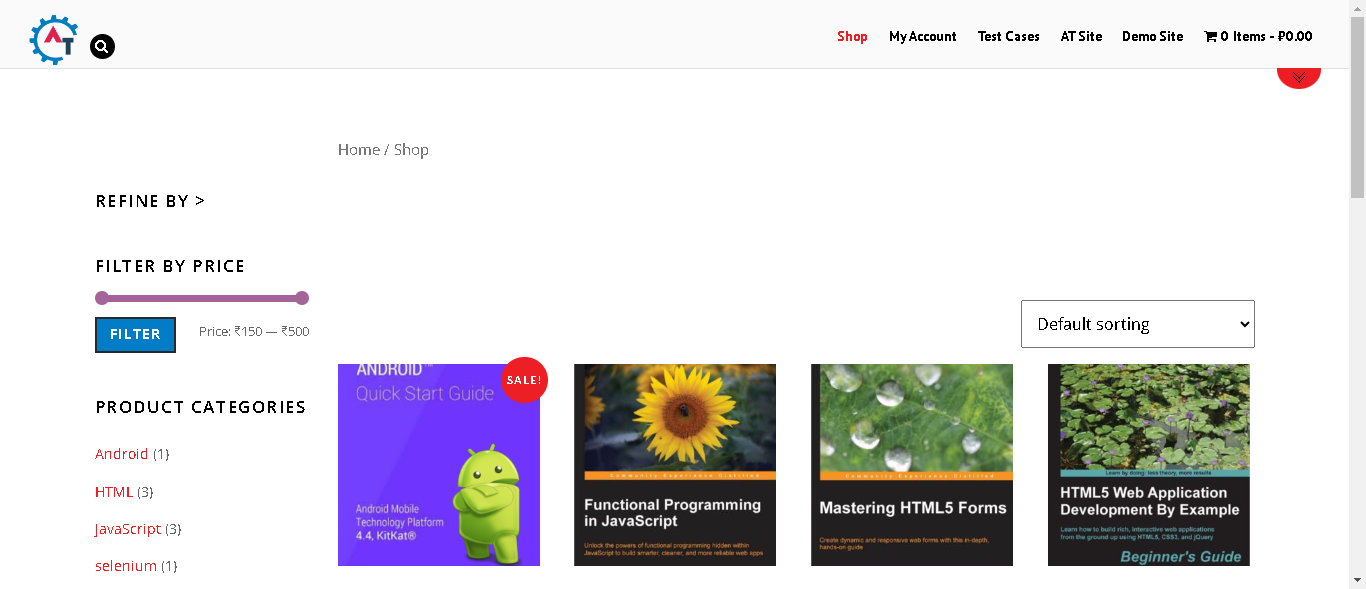 AT
Shop
My Account
Test Cases
AT Site
Demo Site
0 Items - ₹0.00
Home / Shop
REFINE BY >
FILTER BY PRICE
FILTER
Price: ₹150 — ₹500
Default sorting
PRODUCT CATEGORIES
Android (1)
HTML (3)
JavaScript (3)
selenium (1)
SALE!
ANDROID™
Quick Start Guide
Android Mobile
Technology Platform
4.4, KitKat®
Community Experience Distilled
Functional Programming
in JavaScript
Unlock the powers of functional programming hidden within
JavaScript to build smarter, cleaner, and more reliable web apps
Community Experience Distilled
Mastering HTML5 Forms
Create dynamic and responsive web forms with this in-depth,
hands-on guide
Learn by doing: less theory, more results
HTML5 Web Application
Development By Example
Learn how to build rich, interactive web applications
from the ground up using HTML5, CSS3, and jQuery
Beginner's Guide